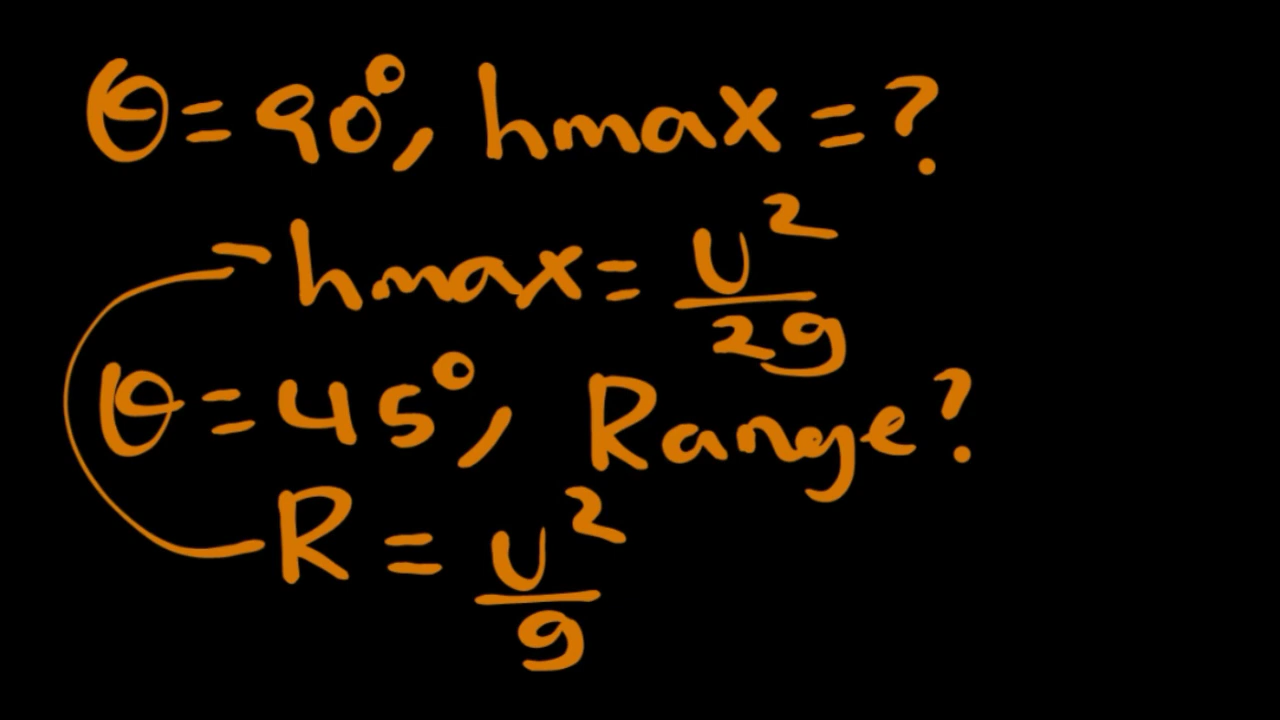 θ = 90°, hmax = ?
hmax = U²/2g
θ = 45°, Range?
R = U²/g